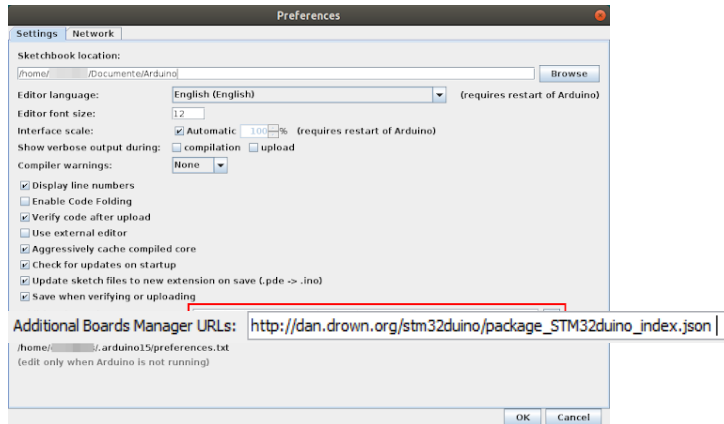 Preferences
Settings Network
Sketchbook location:
/home/ /Documente/Arduino Browse
Editor language: English (English) (requires restart of Arduino)
Editor font size: 12
Interface scale: Automatic 100 % (requires restart of Arduino)
Show verbose output during: compilation upload
Compiler warnings: None
Display line numbers
Enable Code Folding
Verify code after upload
Use external editor
Aggressively cache compiled core
Check for updates on startup
Update sketch files to new extension on save (.pde -> .ino)
Save when verifying or uploading
Additional Boards Manager URLs: http://dan.drown.org/stm32duino/package_STM32duino_index.json
/home/ /.arduino15/preferences.txt
(edit only when Arduino is not running)
OK Cancel